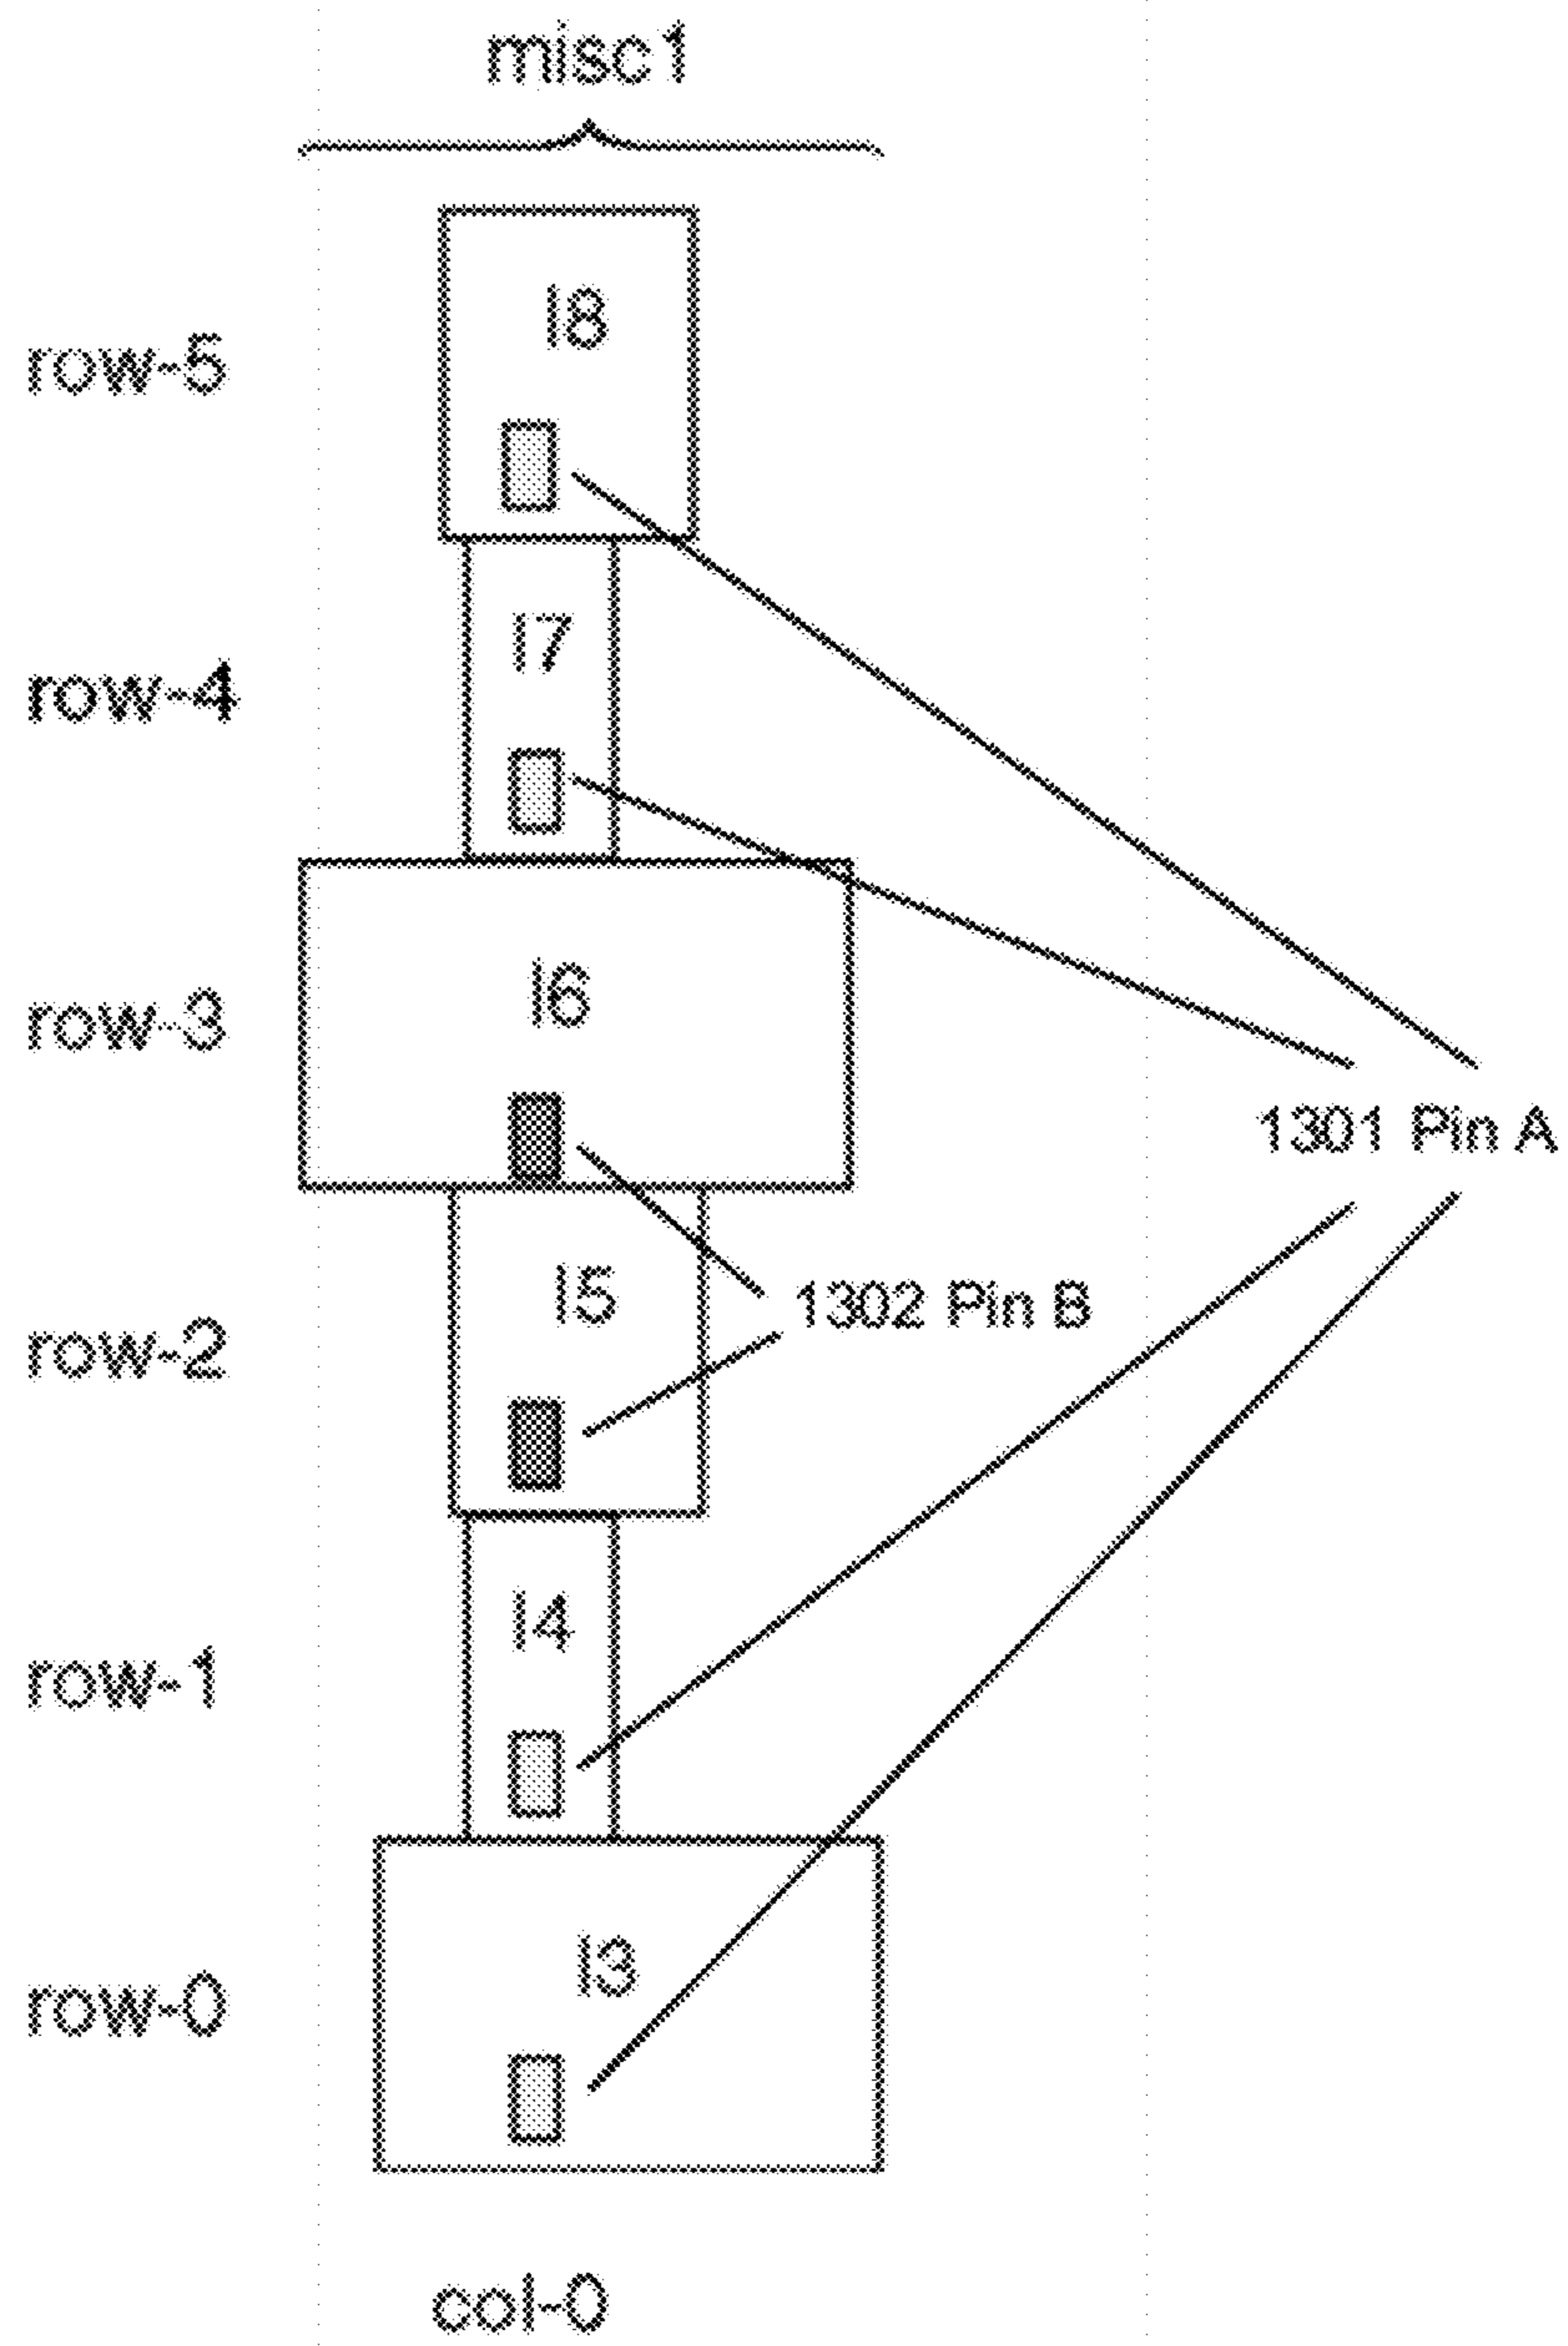 misc1
I8
row-5
I7
row-4
I6
row-3
1301 Pin A
I5
1302 Pin B
row-2
I4
row-1
I3
row-0
col-0